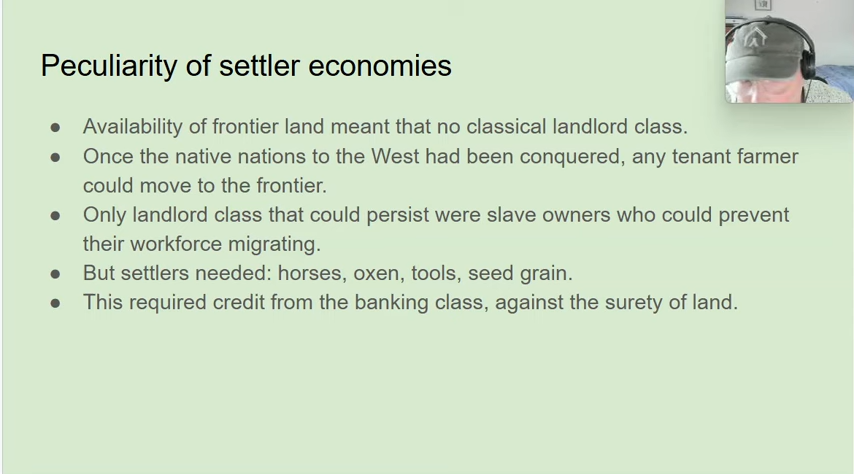 Peculiarity of settler economies
● Availability of frontier land meant that no classical landlord class.
● Once the native nations to the West had been conquered, any tenant farmer
could move to the frontier.
● Only landlord class that could persist were slave owners who could prevent
their workforce migrating.
● But settlers needed: horses, oxen, tools, seed grain.
● This required credit from the banking class, against the surety of land.